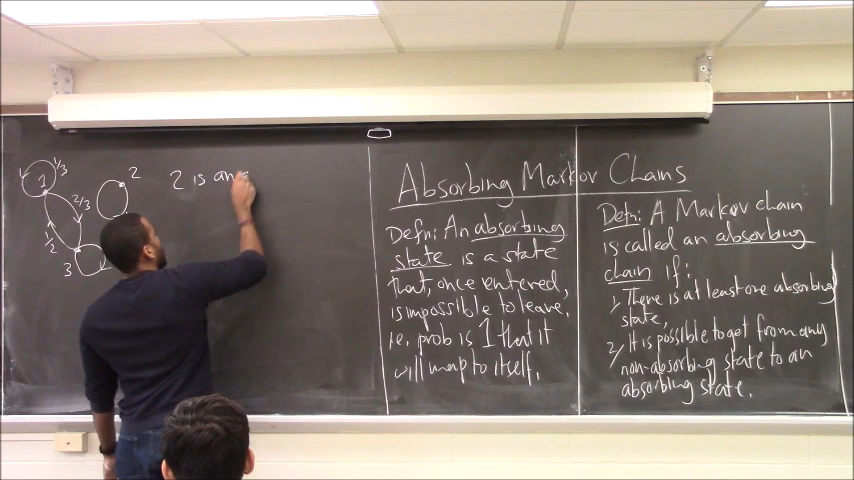 1/3
1
2/3
1/2
3
2
2 is an
Absorbing Markov Chains
Defn: An absorbing
state is a state
that, once entered,
is impossible to leave.
i.e. prob is 1 that it
will map to itself.
Defn: A Markov chain
is called an absorbing
chain if:
1, There is at least one absorbing
state,
2, It is possible to get from any
non-absorbing state to an
absorbing state.